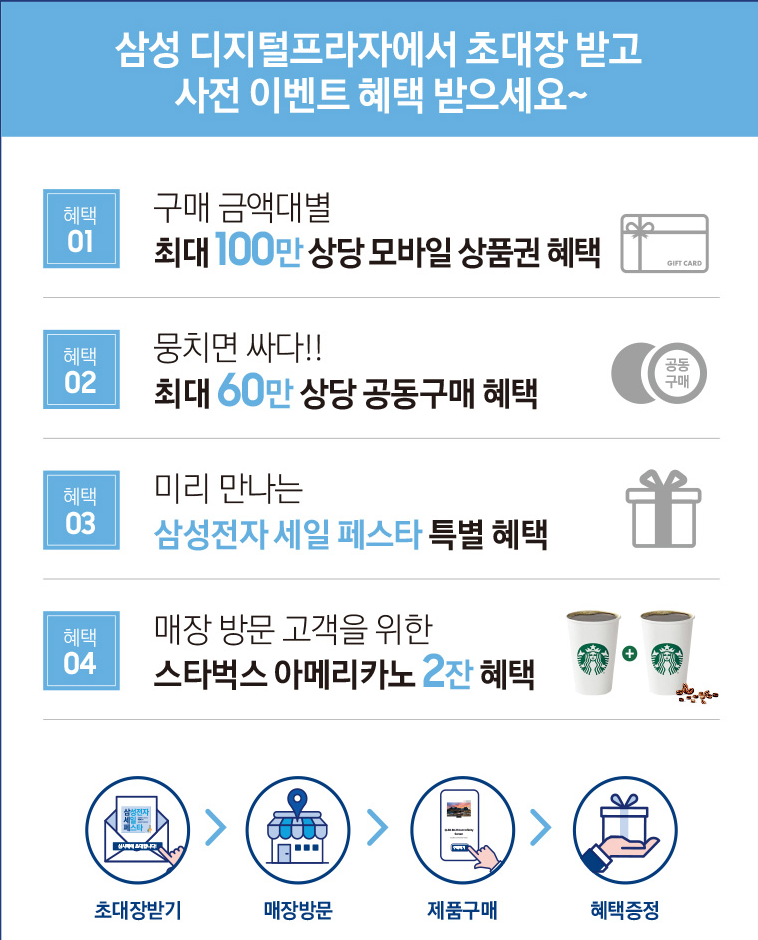 삼성 디지털프라자에서 초대장 받고
사전 이벤트 혜택 받으세요~
혜택
01
구매 금액대별
최대 100만 상당 모바일 상품권 혜택
GIFT CARD
혜택
02
뭉치면 싸다!!
최대 60만 상당 공동구매 혜택
공동
구매
혜택
03
미리 만나는
삼성전자 세일 페스타 특별 혜택
혜택
04
매장 방문 고객을 위한
스타벅스 아메리카노 2잔 혜택
+
삼성전자
세일
페스타
초대장받기
매장방문
제품구매
혜택증정